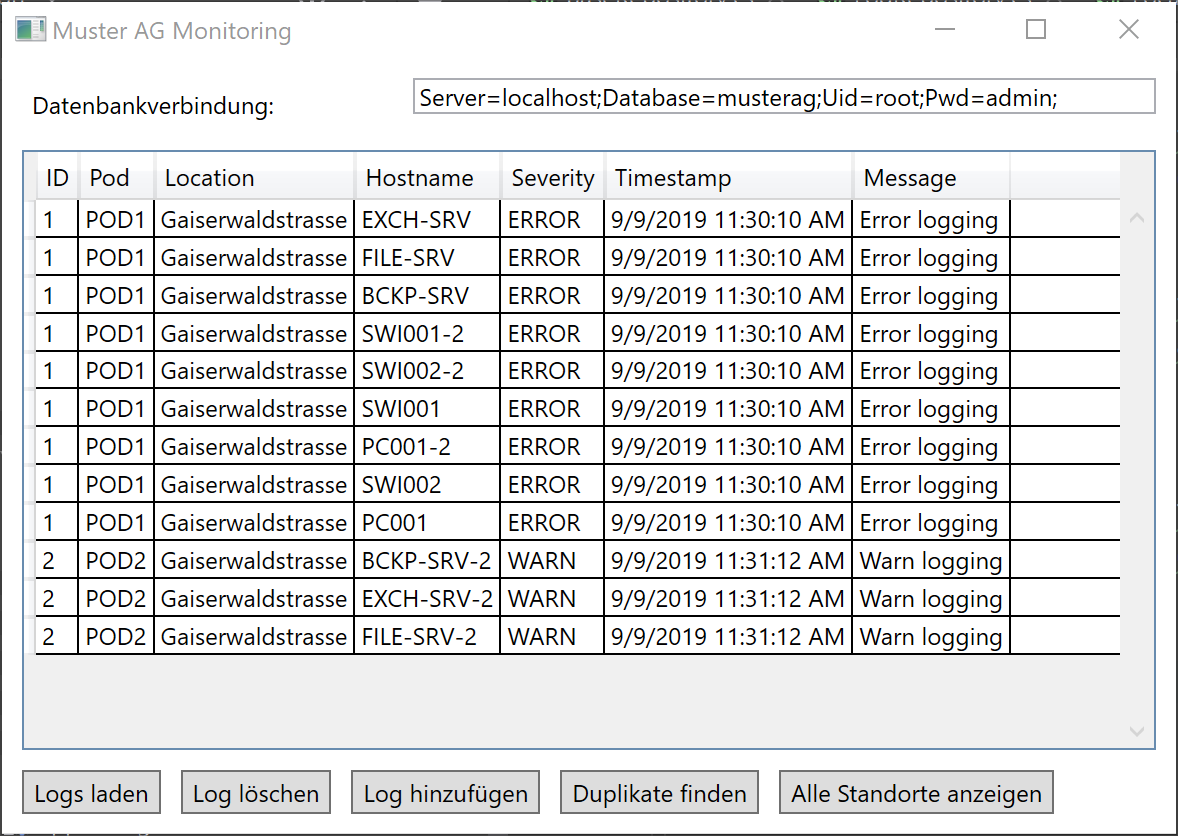 Muster AG Monitoring
Datenbankverbindung: Server=localhost;Database=musterag;Uid=root;Pwd=admin;
ID Pod Location Hostname Severity Timestamp Message
1 POD1 Gaiserwaldstrasse EXCH-SRV ERROR 9/9/2019 11:30:10 AM Error logging
1 POD1 Gaiserwaldstrasse FILE-SRV ERROR 9/9/2019 11:30:10 AM Error logging
1 POD1 Gaiserwaldstrasse BCKP-SRV ERROR 9/9/2019 11:30:10 AM Error logging
1 POD1 Gaiserwaldstrasse SWI001-2 ERROR 9/9/2019 11:30:10 AM Error logging
1 POD1 Gaiserwaldstrasse SWI002-2 ERROR 9/9/2019 11:30:10 AM Error logging
1 POD1 Gaiserwaldstrasse SWI001 ERROR 9/9/2019 11:30:10 AM Error logging
1 POD1 Gaiserwaldstrasse PC001-2 ERROR 9/9/2019 11:30:10 AM Error logging
1 POD1 Gaiserwaldstrasse SWI002 ERROR 9/9/2019 11:30:10 AM Error logging
1 POD1 Gaiserwaldstrasse PC001 ERROR 9/9/2019 11:30:10 AM Error logging
2 POD2 Gaiserwaldstrasse BCKP-SRV-2 WARN 9/9/2019 11:31:12 AM Warn logging
2 POD2 Gaiserwaldstrasse EXCH-SRV-2 WARN 9/9/2019 11:31:12 AM Warn logging
2 POD2 Gaiserwaldstrasse FILE-SRV-2 WARN 9/9/2019 11:31:12 AM Warn logging
Logs laden Log löschen Log hinzufügen Duplikate finden Alle Standorte anzeigen